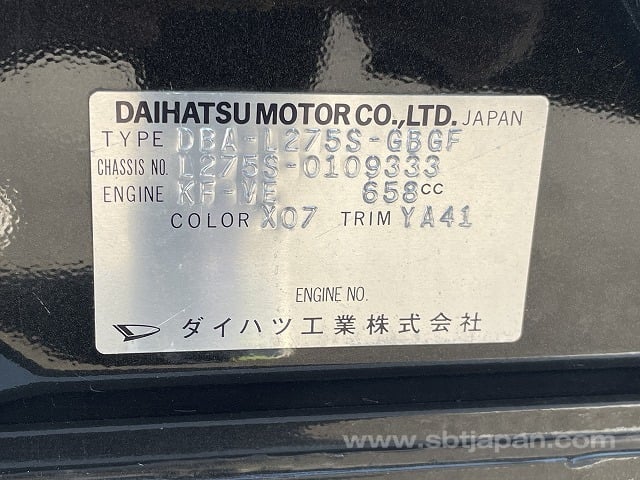 DAIHATSU MOTOR CO.,LTD. JAPAN
TYPE DBA-L275S-GBGF
CHASSIS NO. L275S-0109333
ENGINE KF-VE 658cc
COLOR X07 TRIM YA41
ENGINE NO.
ダイハツ工業株式会社
www.sbtjapan.com